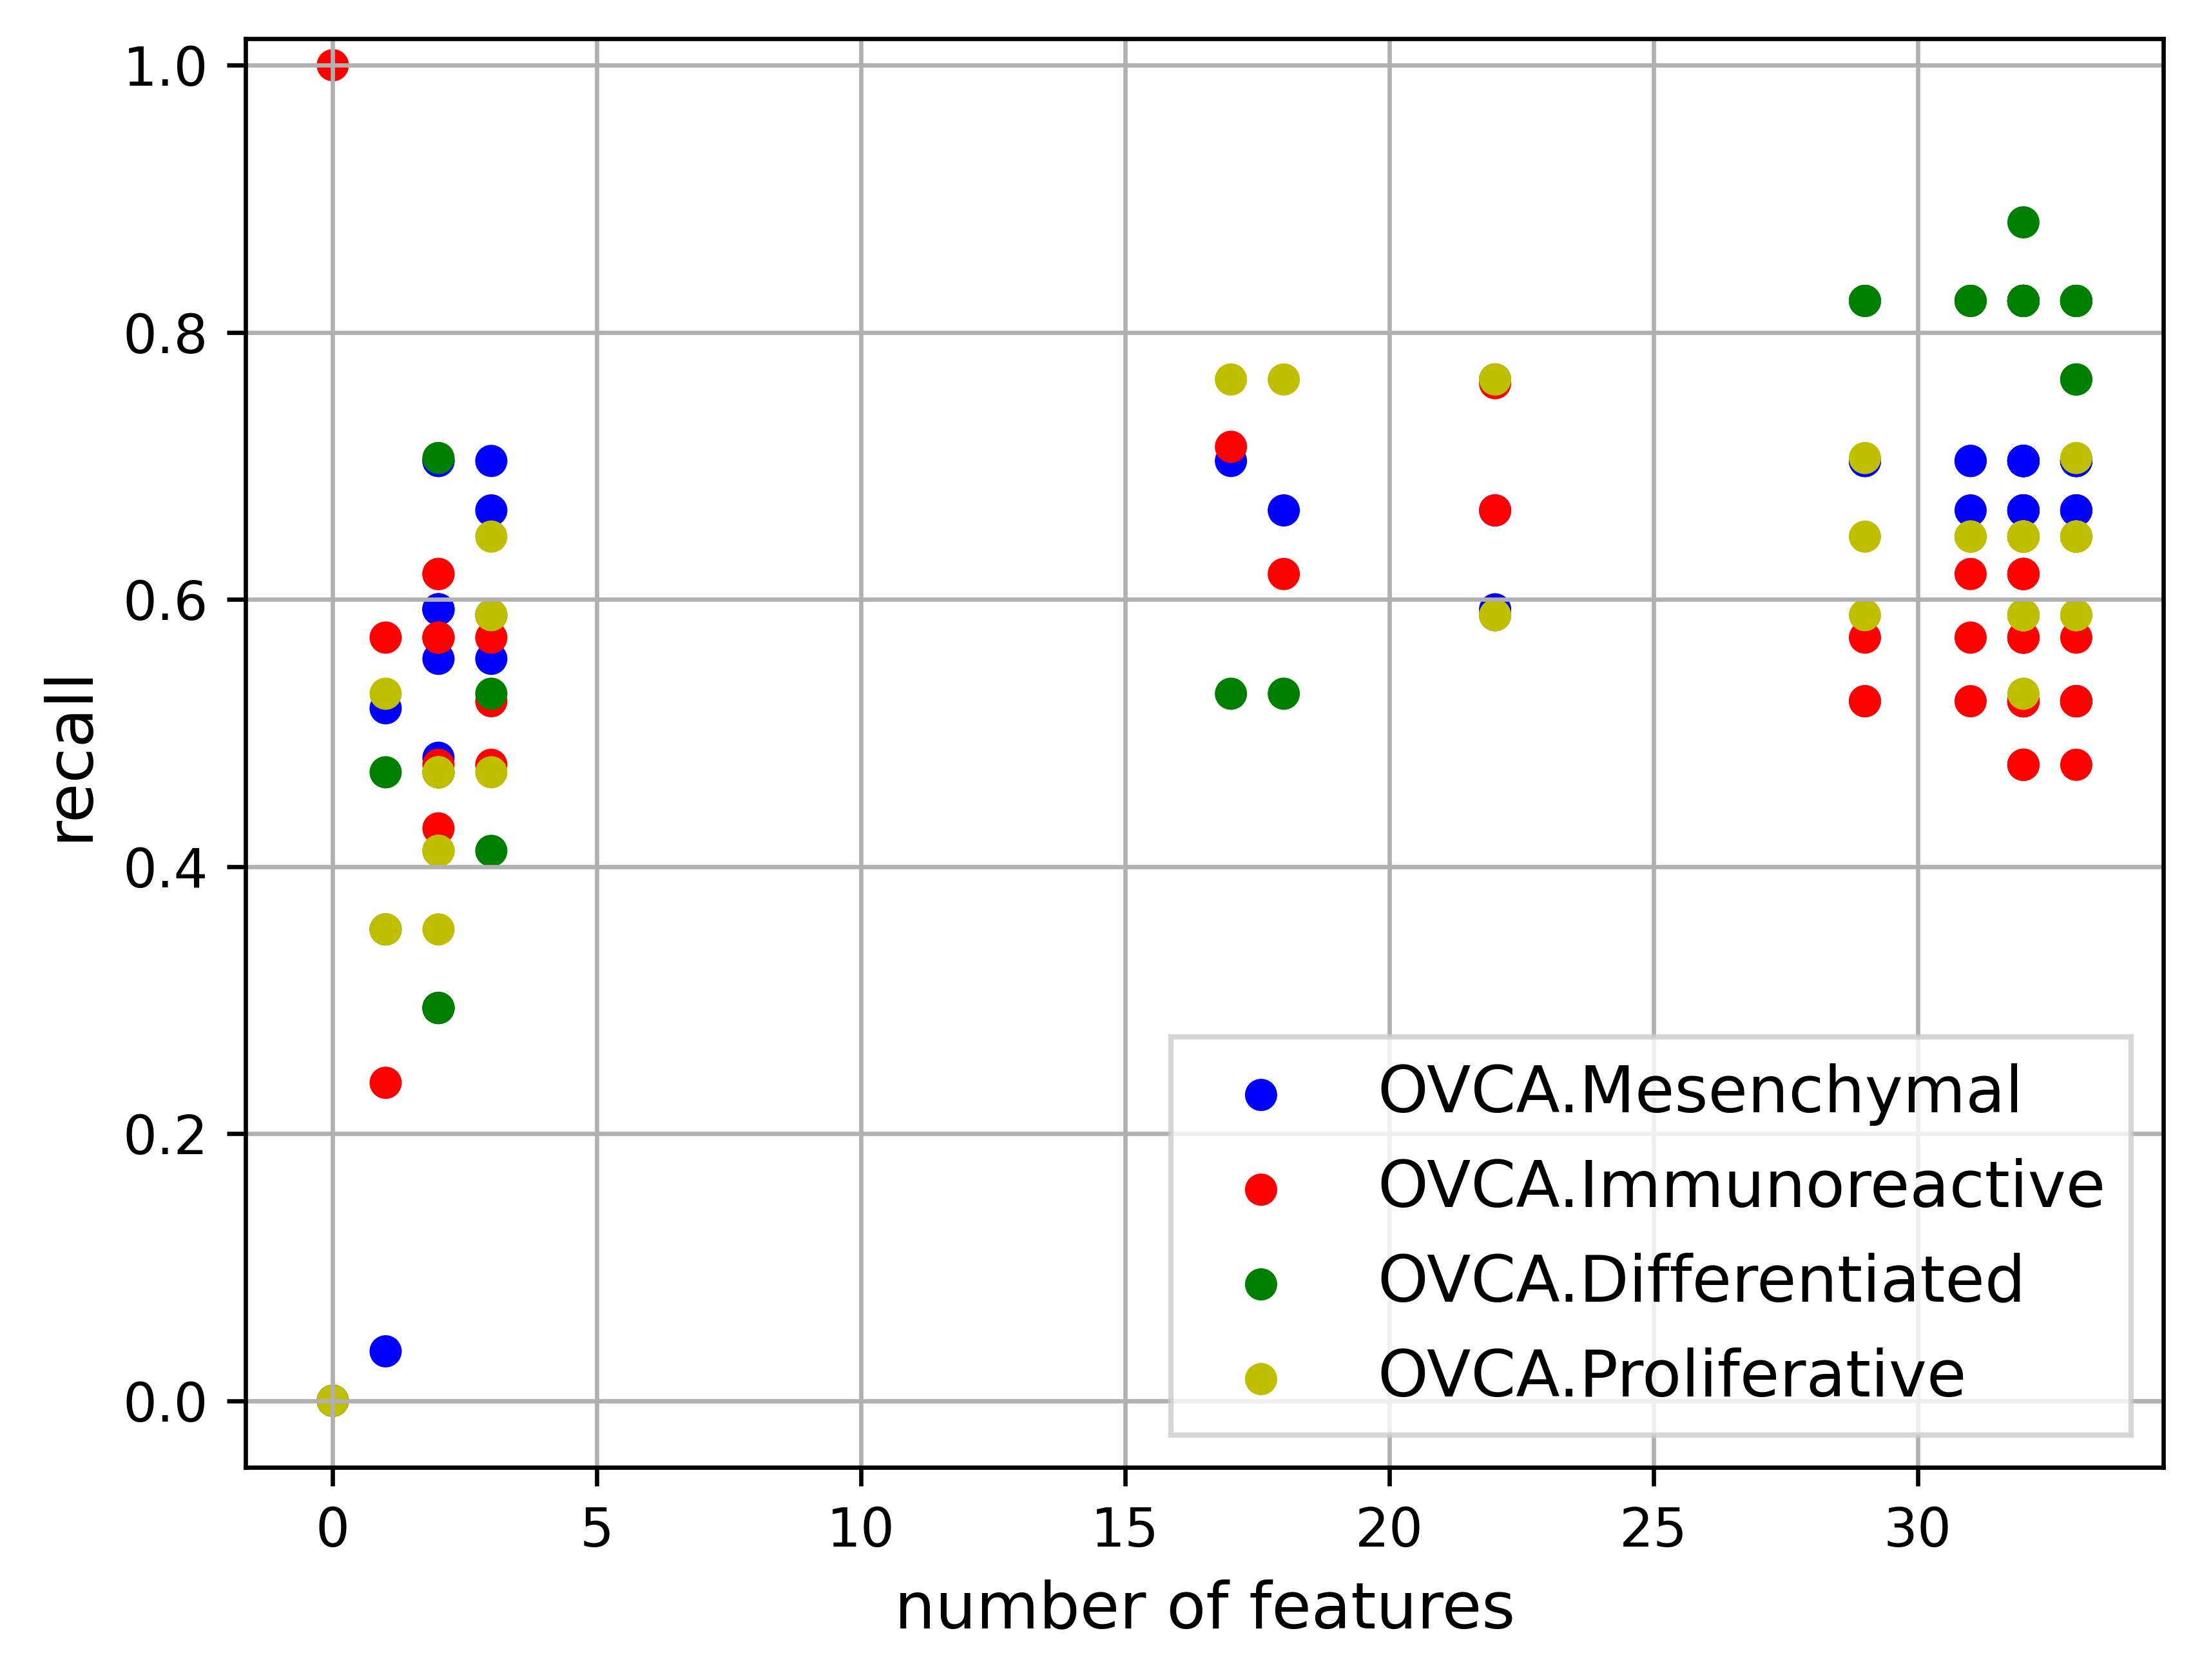 1.0
0.8
0.6
0.4
0.2
0.0
recall
OVCA.Mesenchymal
OVCA.Immunoreactive
OVCA.Differentiated
OVCA.Proliferative
0 5 10 15 20 25 30
number of features